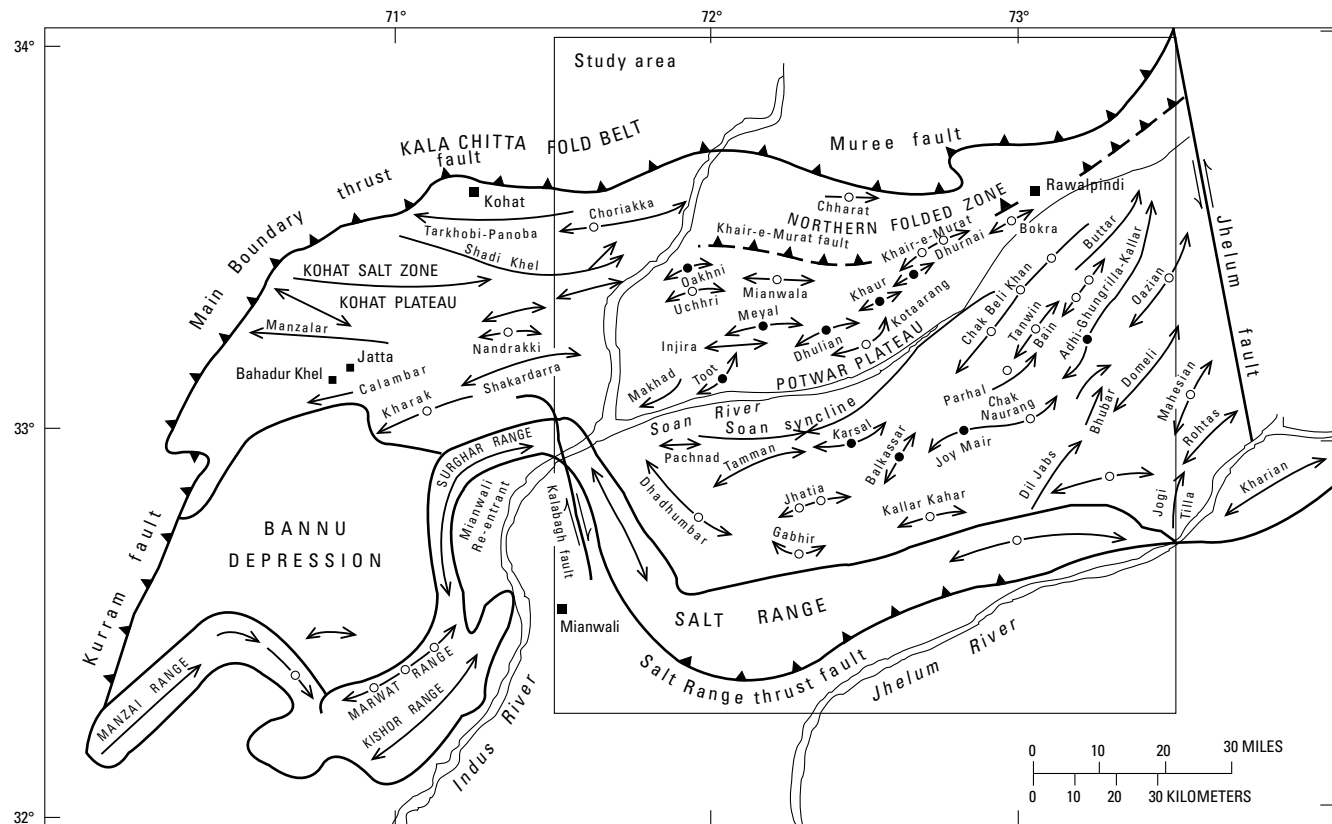 71°
72°
73°
34°
33°
32°
Study area
KALA CHITTA FOLD BELT
Main Boundary thrust fault
Muree fault
Kohat
Rawalpindi
Chharat
NORTHERN FOLDED ZONE
Choriakka
Tarkhobi-Panoba
Shadi Khel
KOHAT SALT ZONE
KOHAT PLATEAU
Manzalar
Nandrakki
Jatta
Bahadur Khel
Calambar
Kharak
Shakardarra
Khair-e-Murat fault
Khair-e-Murat
Dhurnai
Bokra
Buttar
Jhelum fault
Oakhni
Uchhri
Mianwala
Khaur
Kotaarang
Meyal
Dhulian
Injira
Toot
Makhad
POTWAR PLATEAU
Chak Beli Khan
Tanwin
Bain
Adhi-Ghungrilla-Kallar
Qazian
Domeli
Bhubar
Mahesian
Rohtas
Parhal
Chak
Naurang
Soan River
Soan syncline
Karsal
Balkassar
Joy Mair
Pachnad
Tamman
Dhadhumbar
Jhatia
Gabhir
Kallar Kahar
Dil Jabs
Jogi
Tilla
Kharian
SURGHAR RANGE
Mianwali
Re-entrant
Kalabagh fault
BANNU
DEPRESSION
Kurram fault
Mianwali
SALT RANGE
Salt Range thrust fault
Jhelum River
Indus River
MANZAI RANGE
MARWAT RANGE
KISHOR RANGE
0 10 20 30 MILES
0 10 20 30 KILOMETERS